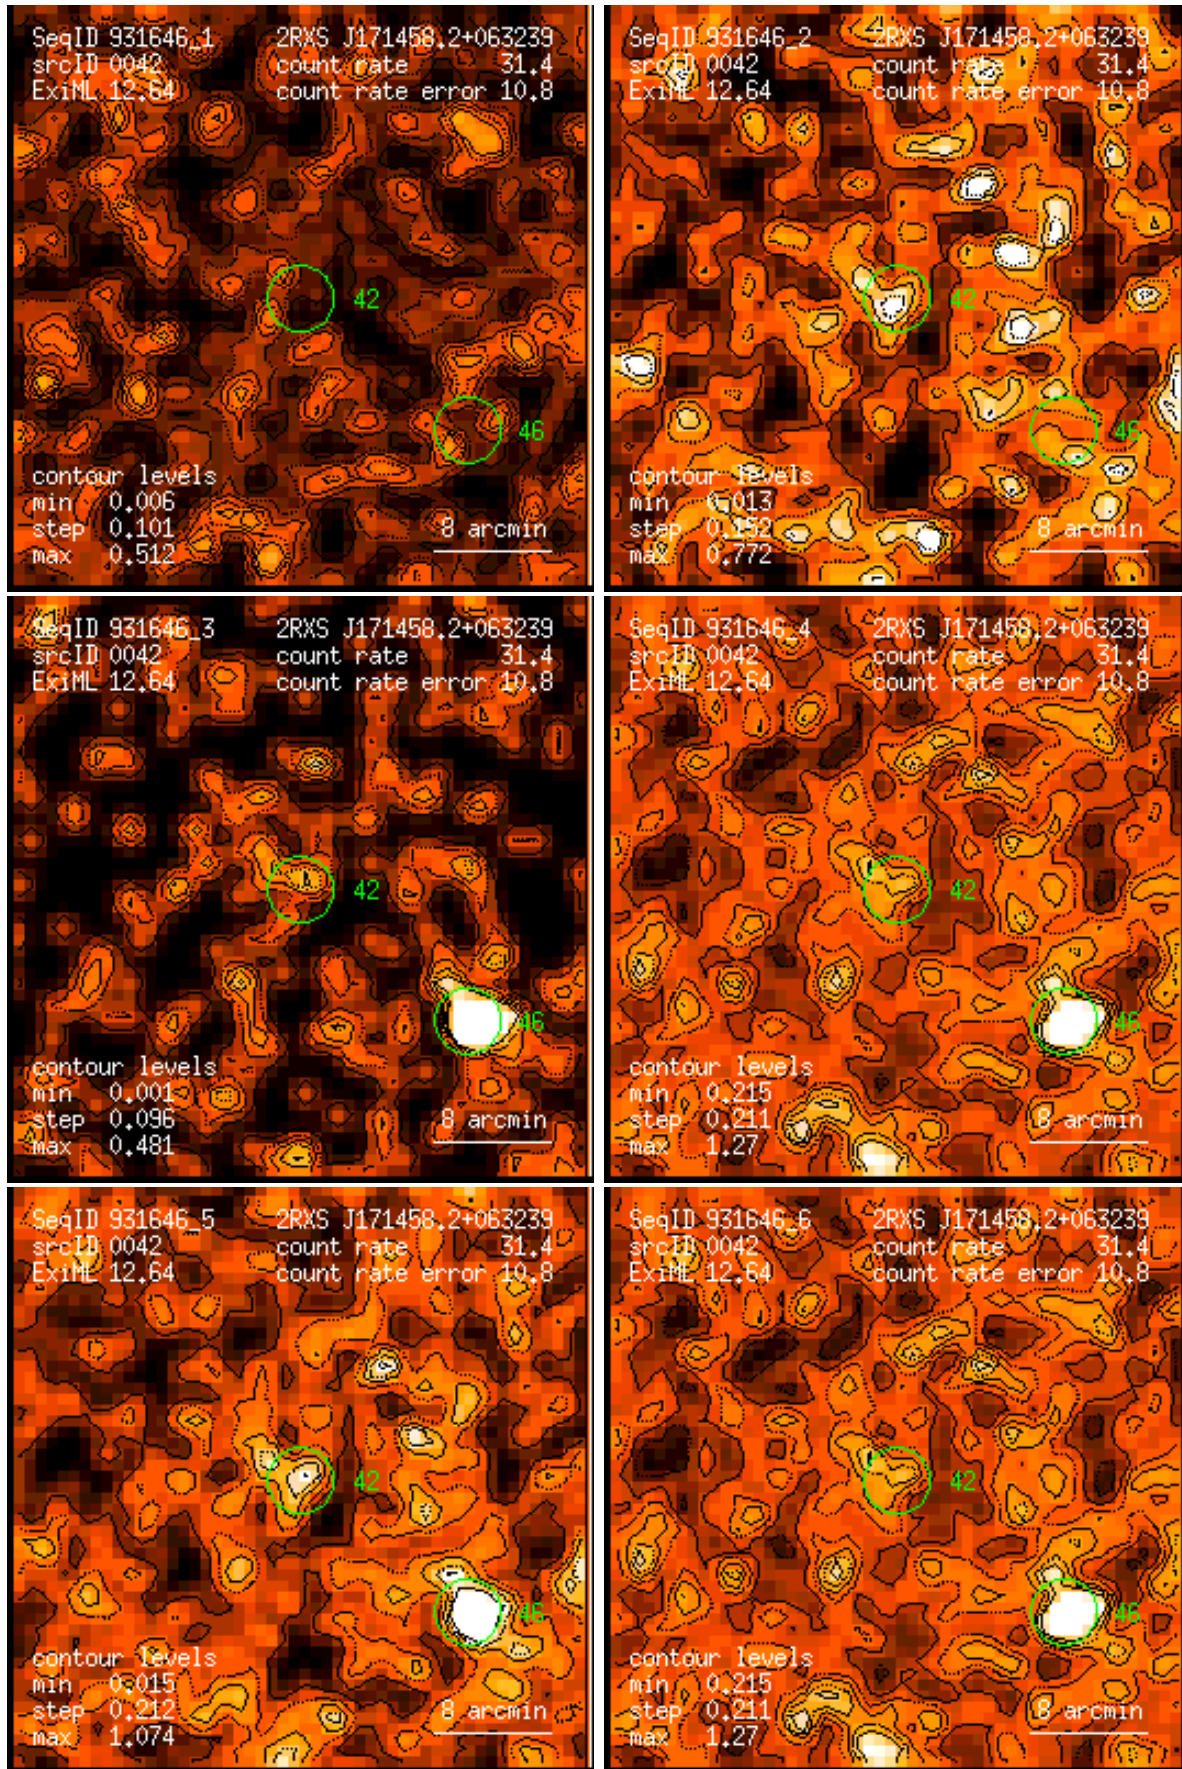 SeqID 931646_1 2RXS J171458.2+063239
srcID 0042 count rate 31.4
ExiML 12.64 count rate error 10.8
42
46
contour levels
min 0.006
step 0.101 8 arcmin
max 0.512
SeqID 931646_2 2RXS J171458.2+063239
srcID 0042 count rate 31.4
ExiML 12.64 count rate error 10.8
42
46
contour levels
min 0.013
step 0.152 8 arcmin
max 0.772
SeqID 931646_3 2RXS J171458.2+063239
srcID 0042 count rate 31.4
ExiML 12.64 count rate error 10.8
42
46
contour levels
min 0.001
step 0.096 8 arcmin
max 0.481
SeqID 931646_4 2RXS J171458.2+063239
srcID 0042 count rate 31.4
ExiML 12.64 count rate error 10.8
42
46
contour levels
min 0.215
step 0.211 8 arcmin
max 1.27
SeqID 931646_5 2RXS J171458.2+063239
srcID 0042 count rate 31.4
ExiML 12.64 count rate error 10.8
42
46
contour levels
min 0.015
step 0.212 8 arcmin
max 1.074
SeqID 931646_6 2RXS J171458.2+063239
srcID 0042 count rate 31.4
ExiML 12.64 count rate error 10.8
42
46
contour levels
min 0.215
step 0.211 8 arcmin
max 1.27